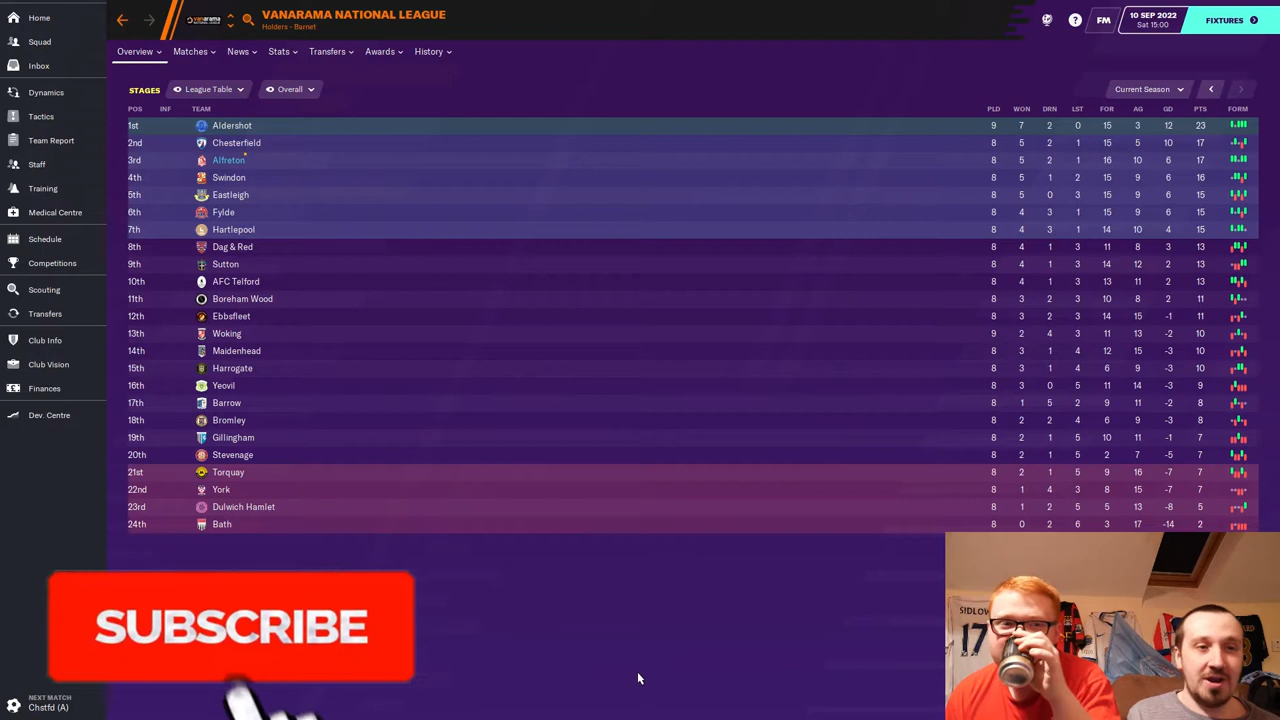 VANARAMA NATIONAL LEAGUE
Holders - Barnet
10 SEP 2022
Sat 15:00
FM
FIXTURES
Home
Squad
Inbox
Dynamics
Tactics
Team Report
Staff
Training
Medical Centre
Schedule
Competitions
Scouting
Transfers
Club Info
Club Vision
Finances
Dev. Centre
NEXT MATCH
Chstfd (A)
Overview Matches News Stats Transfers Awards History
STAGES League Table Overall Current Season
POS INF TEAM PLD WON DRN LST FOR AG GD PTS FORM
1st Aldershot 9 7 2 0 15 3 12 23
2nd Chesterfield 8 5 2 1 15 5 10 17
3rd Alfreton 8 5 2 1 16 10 6 17
4th Swindon 8 5 1 2 15 9 6 16
5th Eastleigh 8 5 0 3 15 9 6 15
6th Fylde 8 4 3 1 15 9 6 15
7th Hartlepool 8 4 3 1 14 10 4 15
8th Dag & Red 8 4 1 3 11 8 3 13
9th Sutton 8 4 1 3 14 12 2 13
10th AFC Telford 8 4 1 3 13 11 2 13
11th Boreham Wood 8 3 2 3 10 8 2 11
12th Ebbsfleet 8 3 2 3 14 15 -1 11
13th Woking 9 2 4 3 11 13 -2 10
14th Maidenhead 8 3 1 4 12 15 -3 10
15th Harrogate 8 3 1 4 6 9 -3 10
16th Yeovil 8 3 0 5 11 14 -3 9
17th Barrow 8 1 5 2 9 11 -2 8
18th Bromley 8 2 2 4 6 9 -3 8
19th Gillingham 8 2 1 5 10 11 -1 7
20th Stevenage 8 2 1 5 2 7 -5 7
21st Torquay 8 2 1 5 9 16 -7 7
22nd York 8 1 4 3 8 15 -7 7
23rd Dulwich Hamlet 8 1 2 5 5 13 -8 5
24th Bath 8 0 2 6 3 17 -14 2
SUBSCRIBE
SIDLOW
17